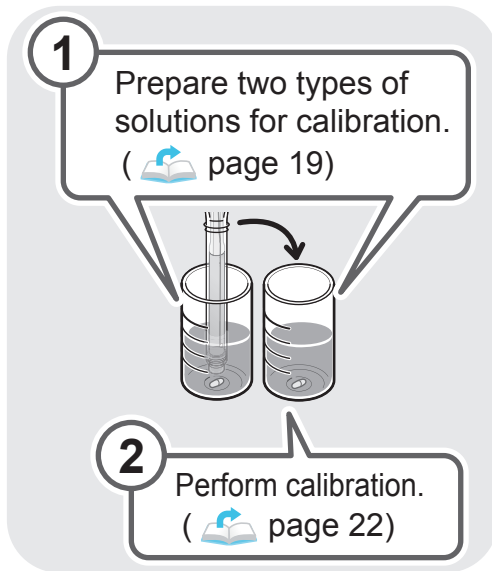 1
Prepare two types of
solutions for calibration.
( page 19)
2
Perform calibration.
( page 22)